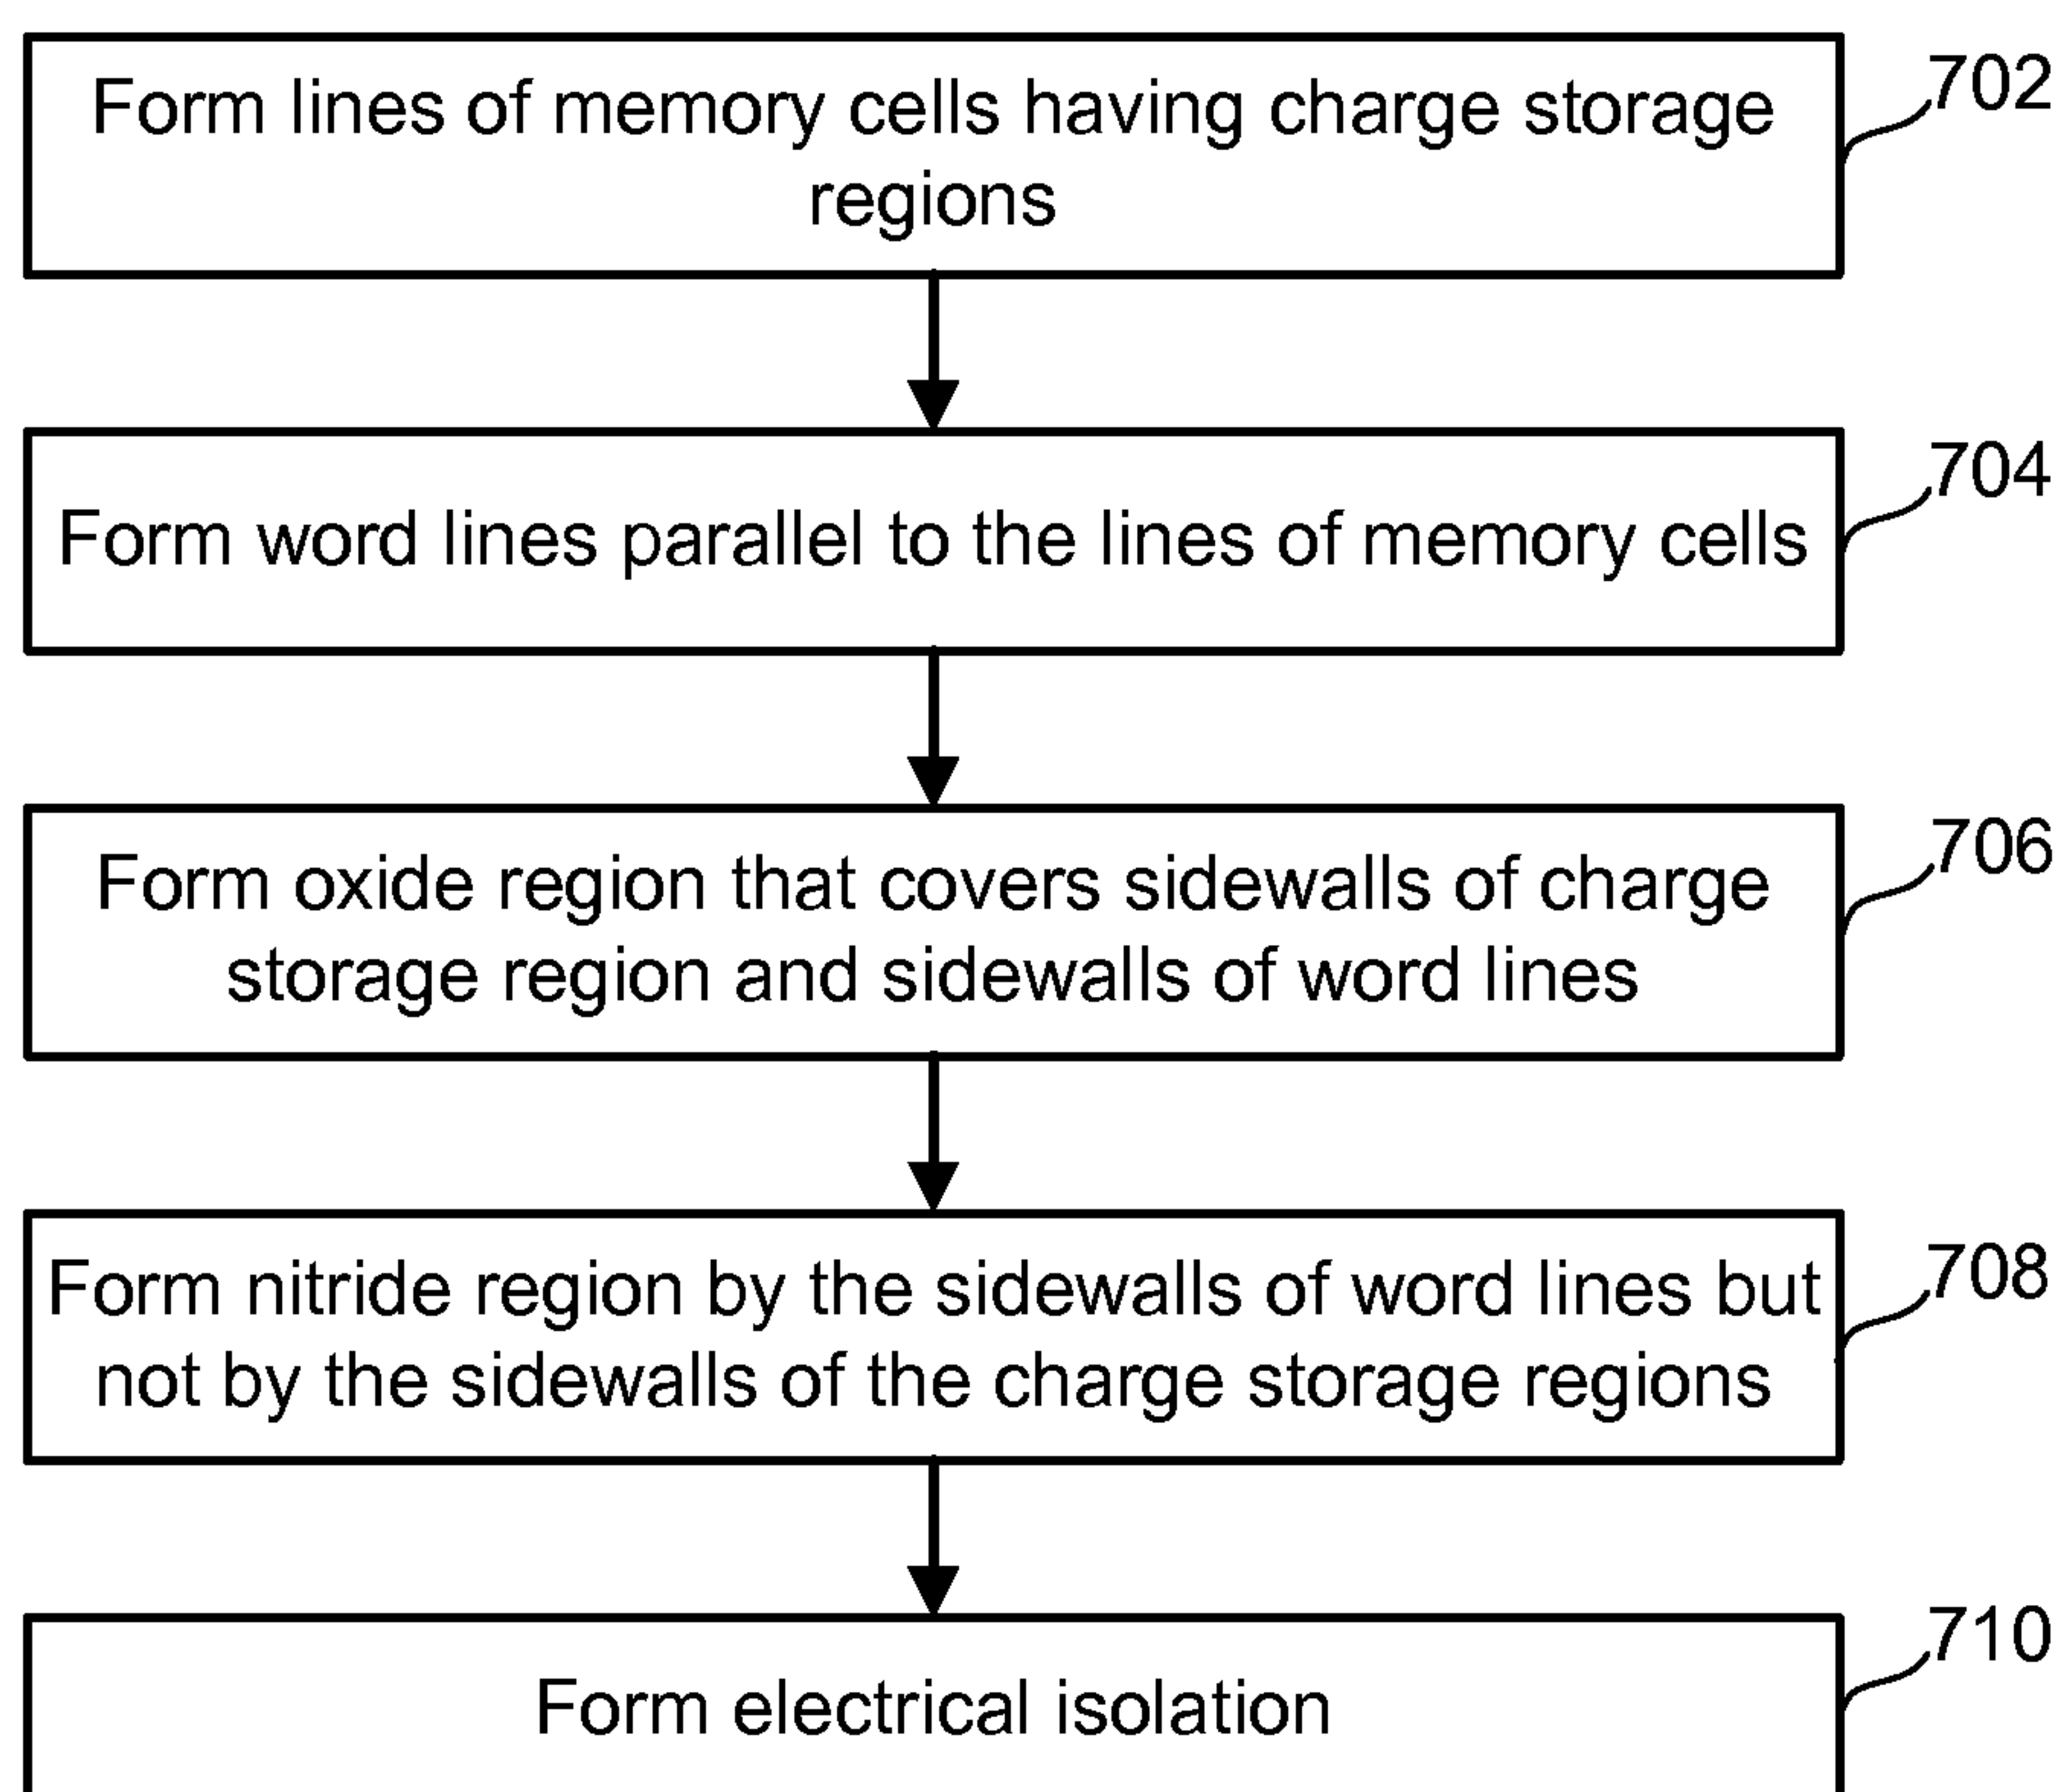 Form lines of memory cells having charge storage
regions
702
Form word lines parallel to the lines of memory cells
704
Form oxide region that covers sidewalls of charge
storage region and sidewalls of word lines
706
Form nitride region by the sidewalls of word lines but
not by the sidewalls of the charge storage regions
708
Form electrical isolation
710